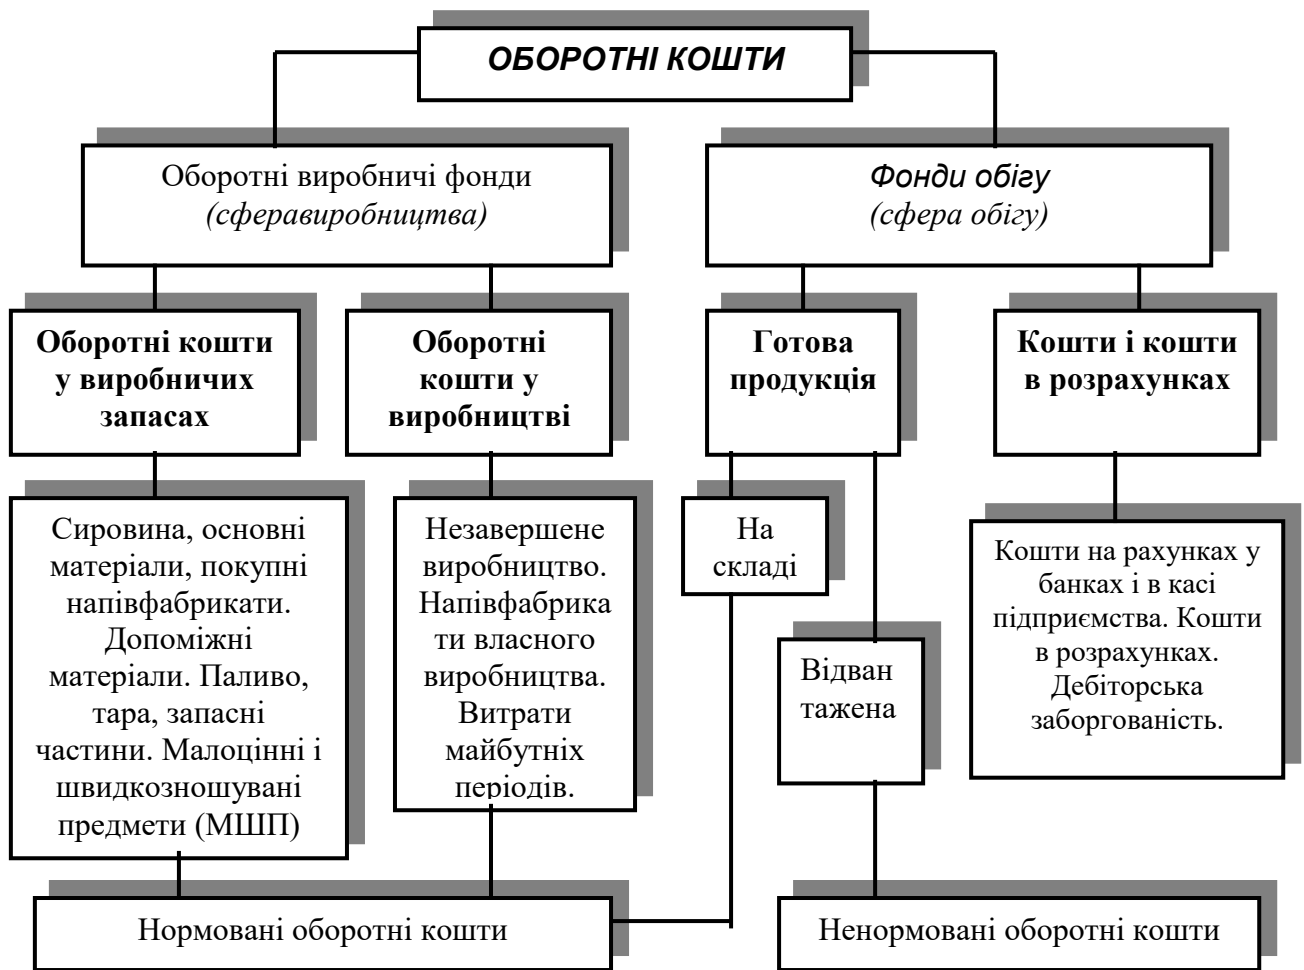 ОБОРОТНІ КОШТИ
Оборотні виробничі фонди
(сферавиробництва)
Фонди обігу
(сфера обігу)
Оборотні кошти
у виробничих
запасах
Оборотні
кошти у
виробництві
Готова
продукція
Кошти і кошти
в розрахунках
Сировина, основні
матеріали, покупні
напівфабрикати.
Допоміжні
матеріали. Паливо,
тара, запасні
частини. Малоцінні і
швидкозношувані
предмети (МШП)
Незавершене
виробництво.
Напівфабрика
ти власного
виробництва.
Витрати
майбутніх
періодів.
На
складі
Відван
тажена
Кошти на рахунках у
банках і в касі
підприємства. Кошти
в розрахунках.
Дебіторська
заборгованість.
Нормовані оборотні кошти
Ненормовані оборотні кошти